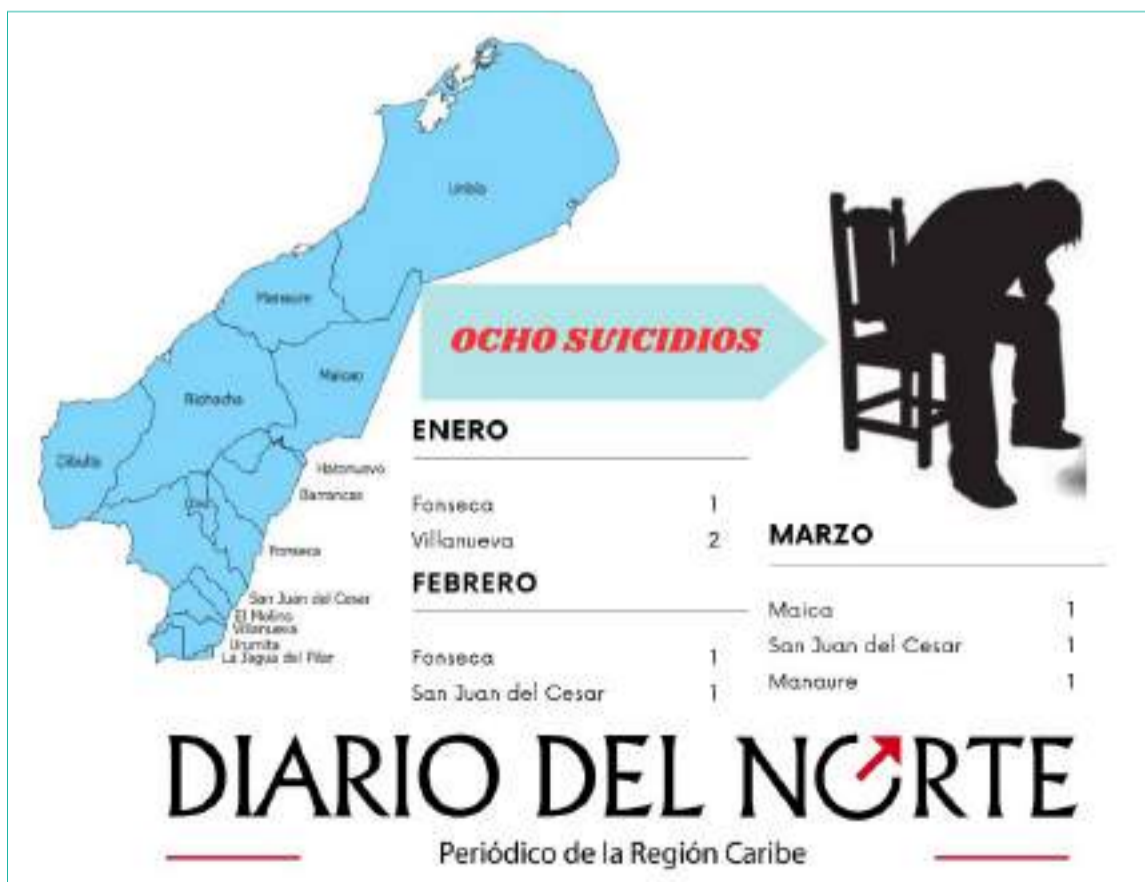 Uribia
Manaure
Maicao
Riohacha
Dibulla
Hatonuevo
Barrancas
Fonseca
San Juan del Cesar
El Molino
Villanueva
Urumita
La Jagua del Pilar
OCHO SUICIDIOS
ENERO
Fonseca 1
Villanueva 2
FEBRERO
Fonseca 1
San Juan del Cesar 1
MARZO
Maica 1
San Juan del Cesar 1
Manaure 1
DIARIO DEL NORTE
Periódico de la Región Caribe